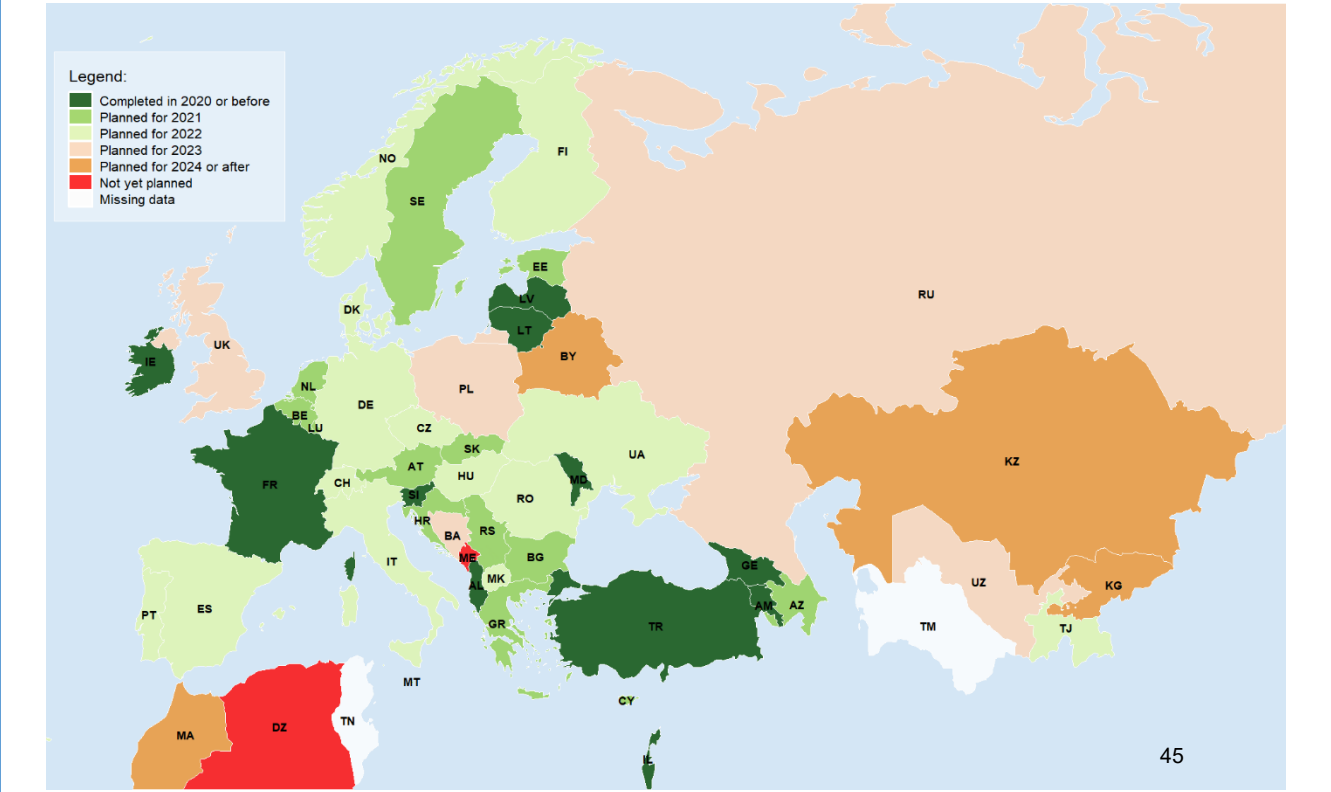 Legend:
Completed in 2020 or before
Planned for 2021
Planned for 2022
Planned for 2023
Planned for 2024 or after
Not yet planned
Missing data
NO
FI
SE
EE
RU
LV
DK
LT
UK
BY
IE
NL
PL
DE
BE
LU
CZ
SK
UA
KZ
AT
HU
CH
FR
SI
MD
RO
HR
RS
BA
ME
BG
IT
GE
AL
MK
UZ
KG
AM
AZ
ES
PT
GR
TR
TM
TJ
MT
CY
TN
DZ
MA
IL
45